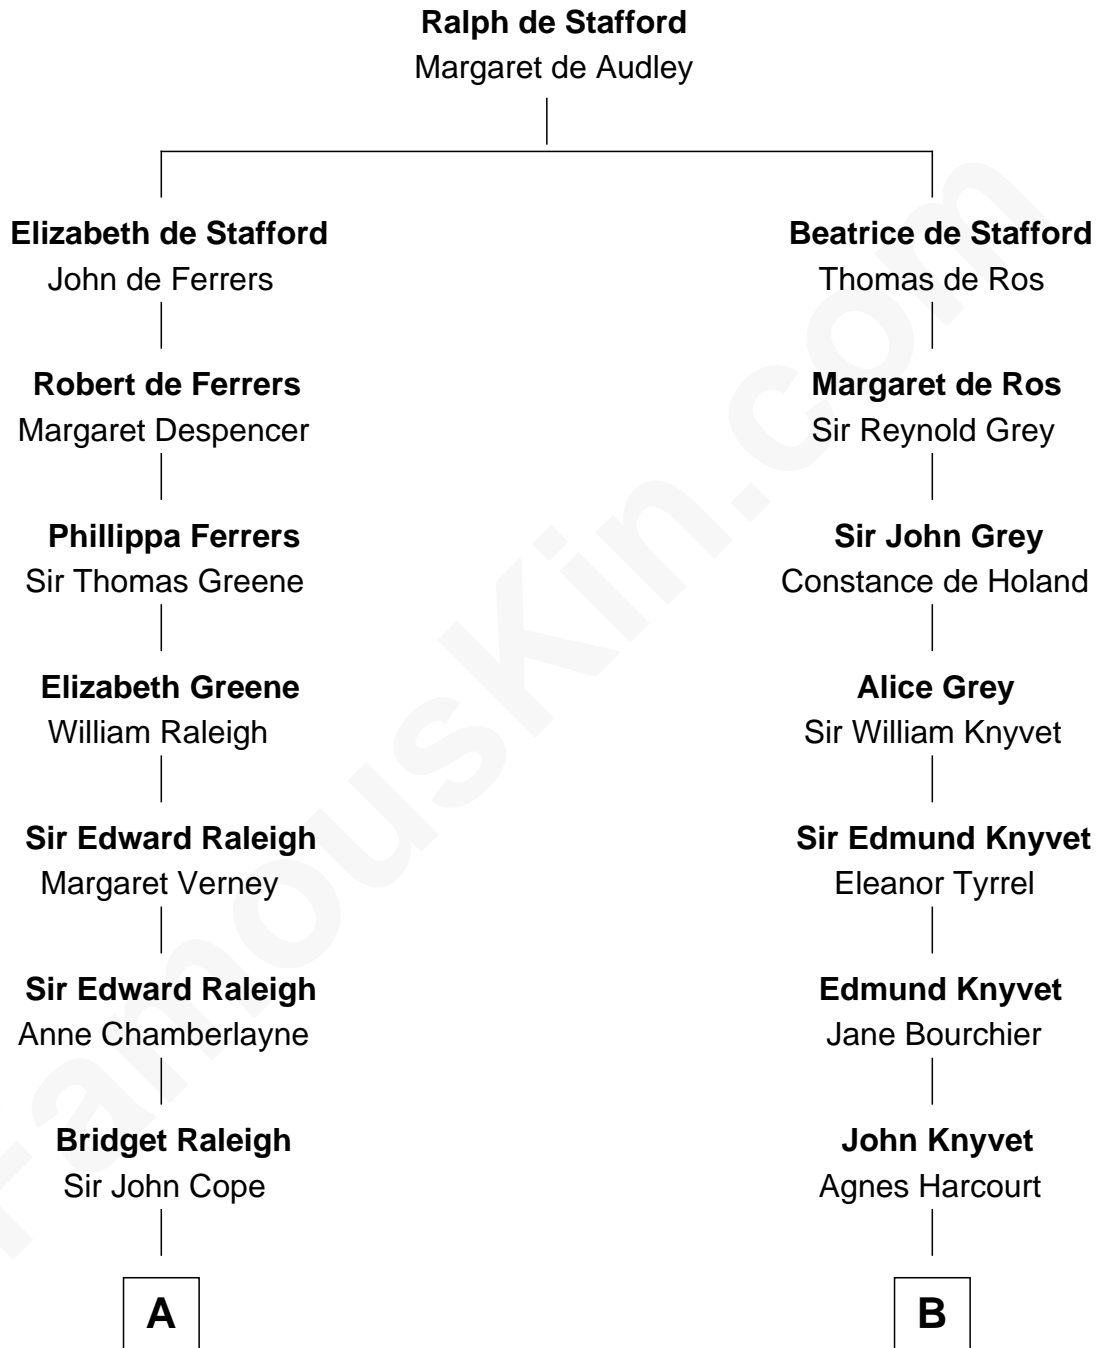 Ralph de Stafford
Margaret de Audley
Elizabeth de Stafford
John de Ferrers
Beatrice de Stafford
Thomas de Ros
Robert de Ferrers
Margaret Despencer
Margaret de Ros
Sir Reynold Grey
Phillippa Ferrers
Sir Thomas Greene
Sir John Grey
Constance de Holand
Elizabeth Greene
William Raleigh
Alice Grey
Sir William Knyvet
Sir Edward Raleigh
Margaret Verney
Sir Edmund Knyvet
Eleanor Tyrrel
Sir Edward Raleigh
Anne Chamberlayne
Edmund Knyvet
Jane Bourchier
Bridget Raleigh
Sir John Cope
John Knyvet
Agnes Harcourt
A
B
FamousKin.com